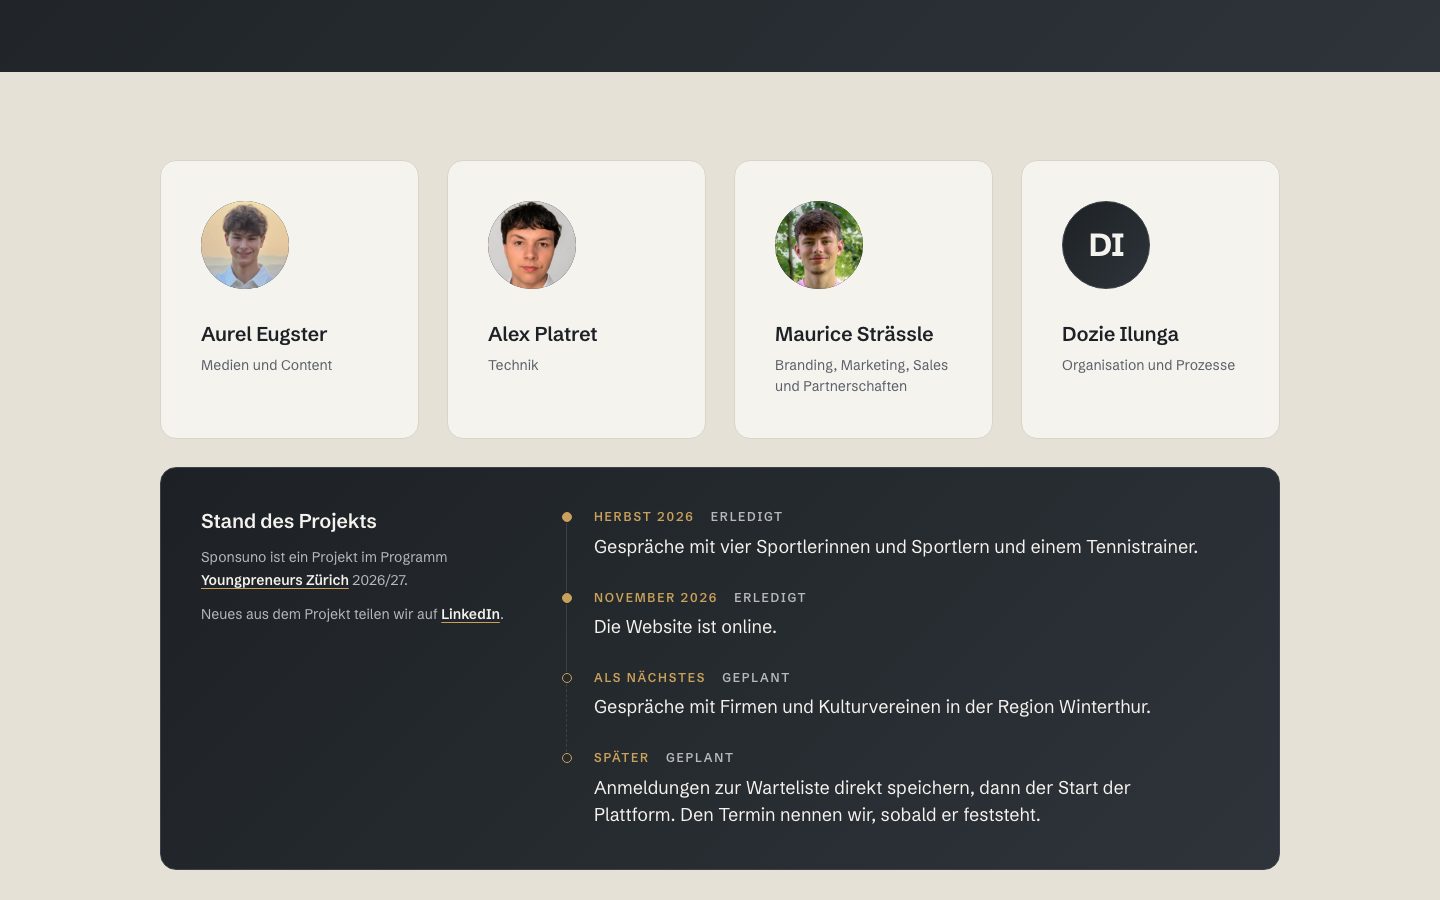 Aurel Eugster
Medien und Content
Alex Platret
Technik
Maurice Strässle
Branding, Marketing, Sales
und Partnerschaften
DI
Dozie Ilunga
Organisation und Prozesse
Stand des Projekts
Sponsuno ist ein Projekt im Programm
Youngpreneurs Zürich 2026/27.
Neues aus dem Projekt teilen wir auf LinkedIn.
HERBST 2026 ERLEDIGT
Gespräche mit vier Sportlerinnen und Sportlern und einem Tennistrainer.
NOVEMBER 2026 ERLEDIGT
Die Website ist online.
ALS NÄCHSTES GEPLANT
Gespräche mit Firmen und Kulturvereinen in der Region Winterthur.
SPÄTER GEPLANT
Anmeldungen zur Warteliste direkt speichern, dann der Start der
Plattform. Den Termin nennen wir, sobald er feststeht.